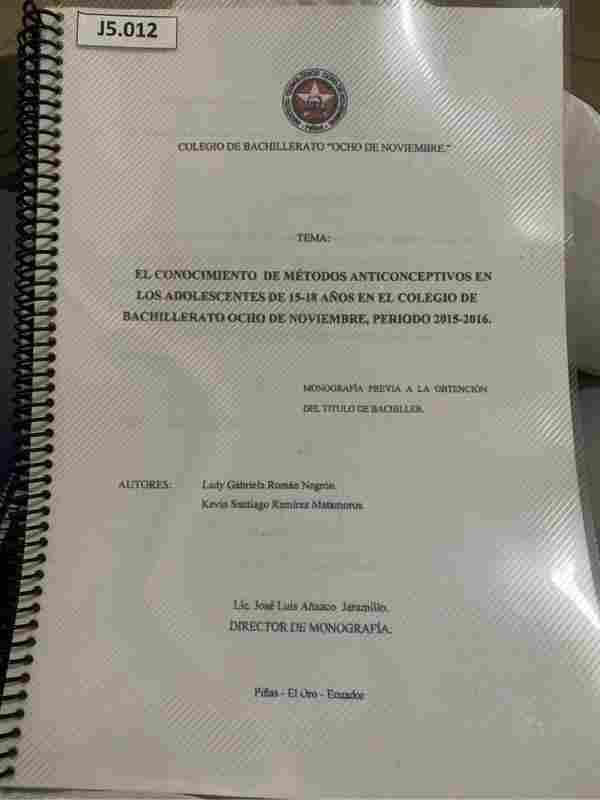 J5.012
PIÑAS
COLEGIO DE BACHILLERATO "OCHO DE NOVIEMBRE."
TEMA:
EL CONOCIMIENTO DE MÉTODOS ANTICONCEPTIVOS EN
LOS ADOLESCENTES DE 15-18 AÑOS EN EL COLEGIO DE
BACHILLERATO OCHO DE NOVIEMBRE, PERIODO 2015-2016.
MONOGRAFÍA PREVIA A LA OBTENCIÓN
DEL TITULO DE BACHILLER.
AUTORES: Lady Gabriela Román Negrón.
Kevin Santiago Ramírez Matamoros.
Lic. José Luis Añazco Jaramillo.
DIRECTOR DE MONOGRAFÍA.
Piñas - El Oro - Ecuador